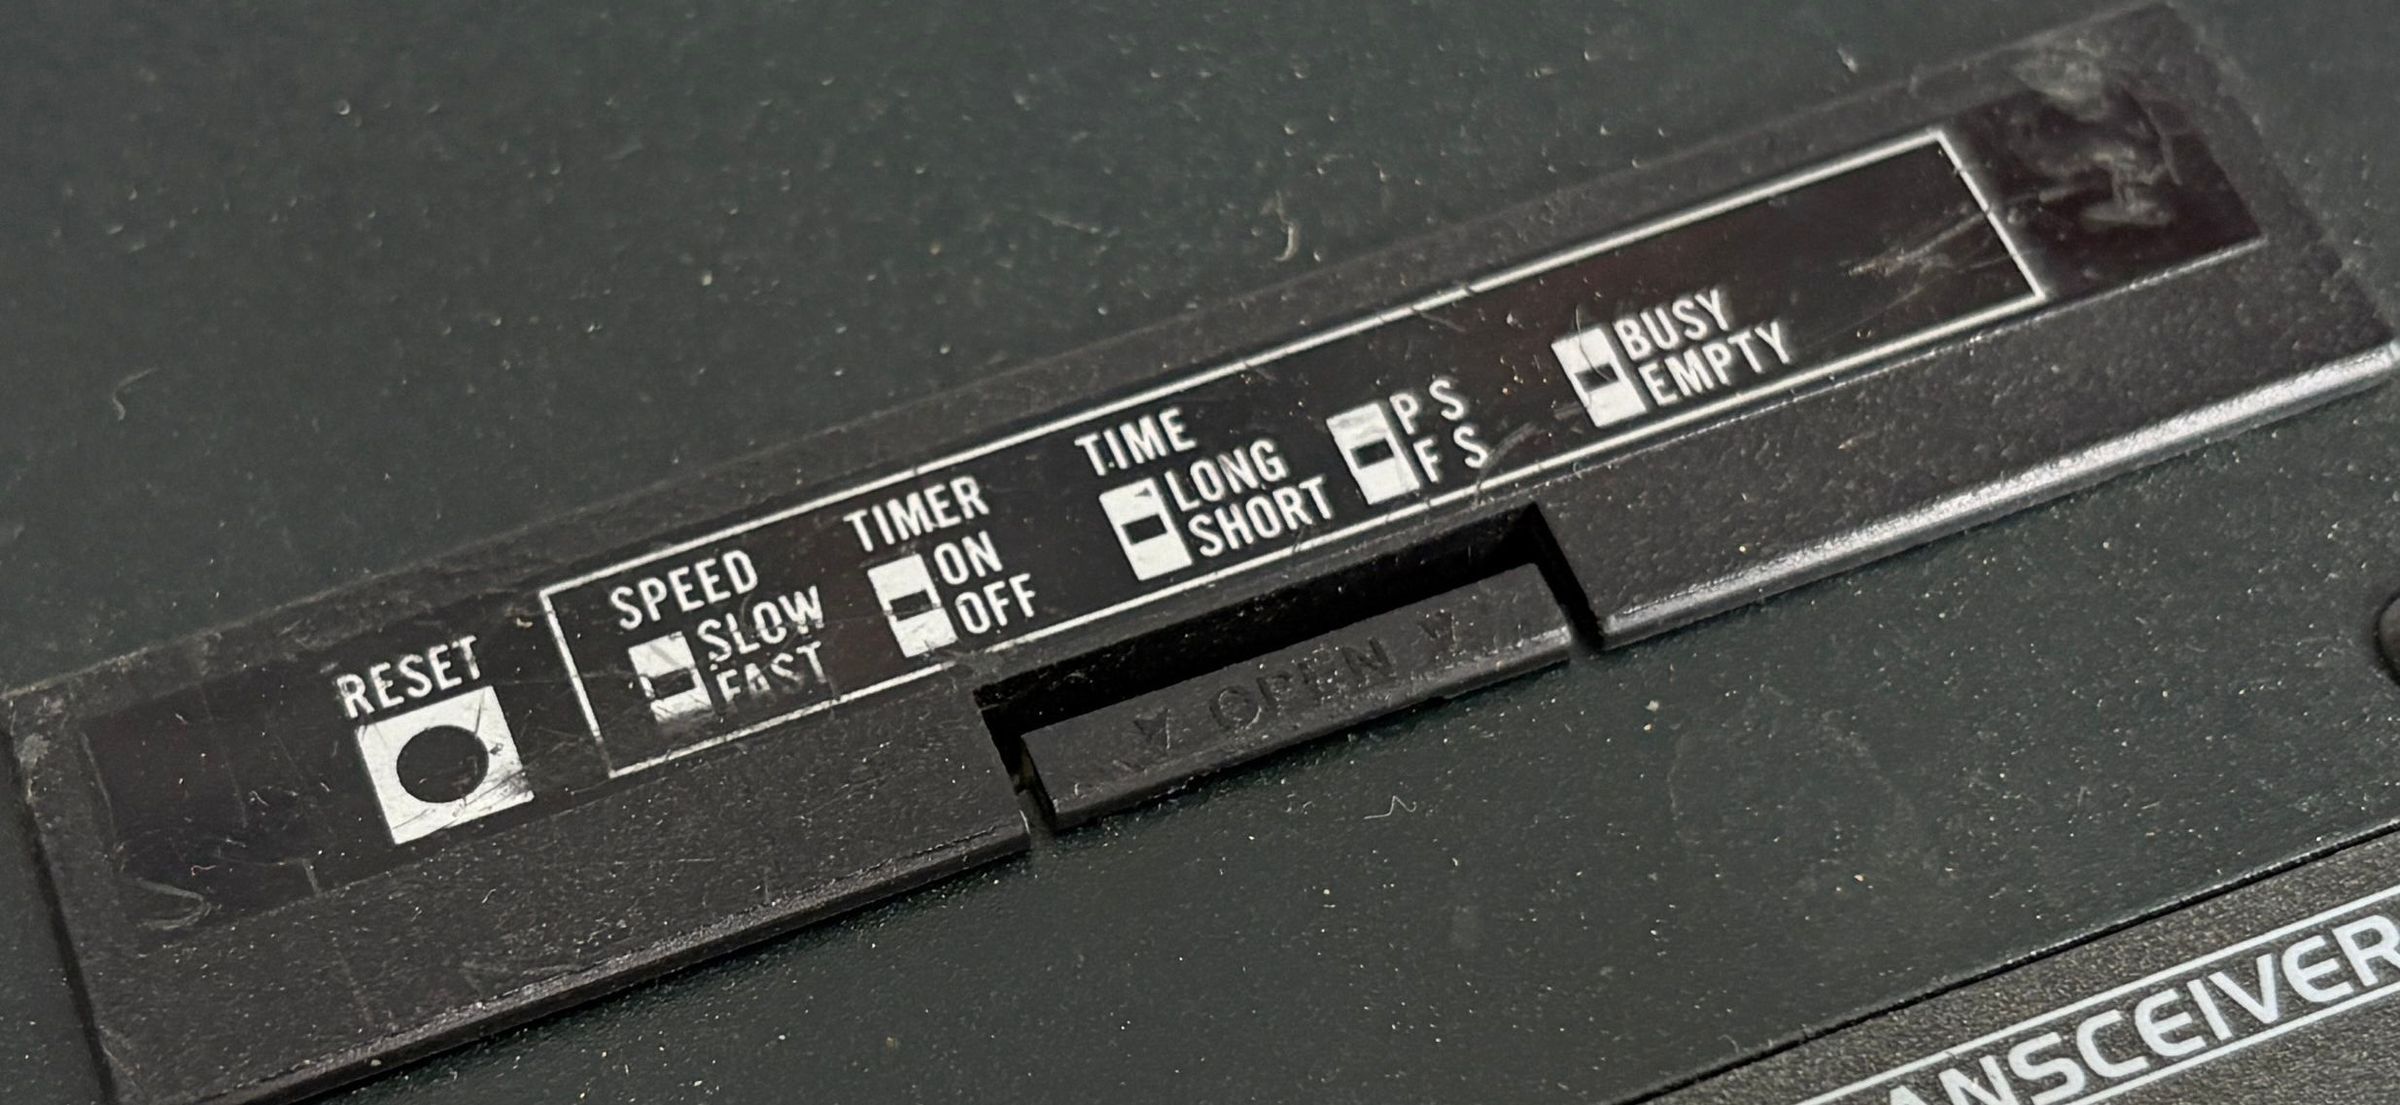 RESET
SPEED
SLOW
FAST
TIMER
ON
OFF
TIME
LONG
SHORT
P S
F S
BUSY
EMPTY
OPEN
ANSCEIVER